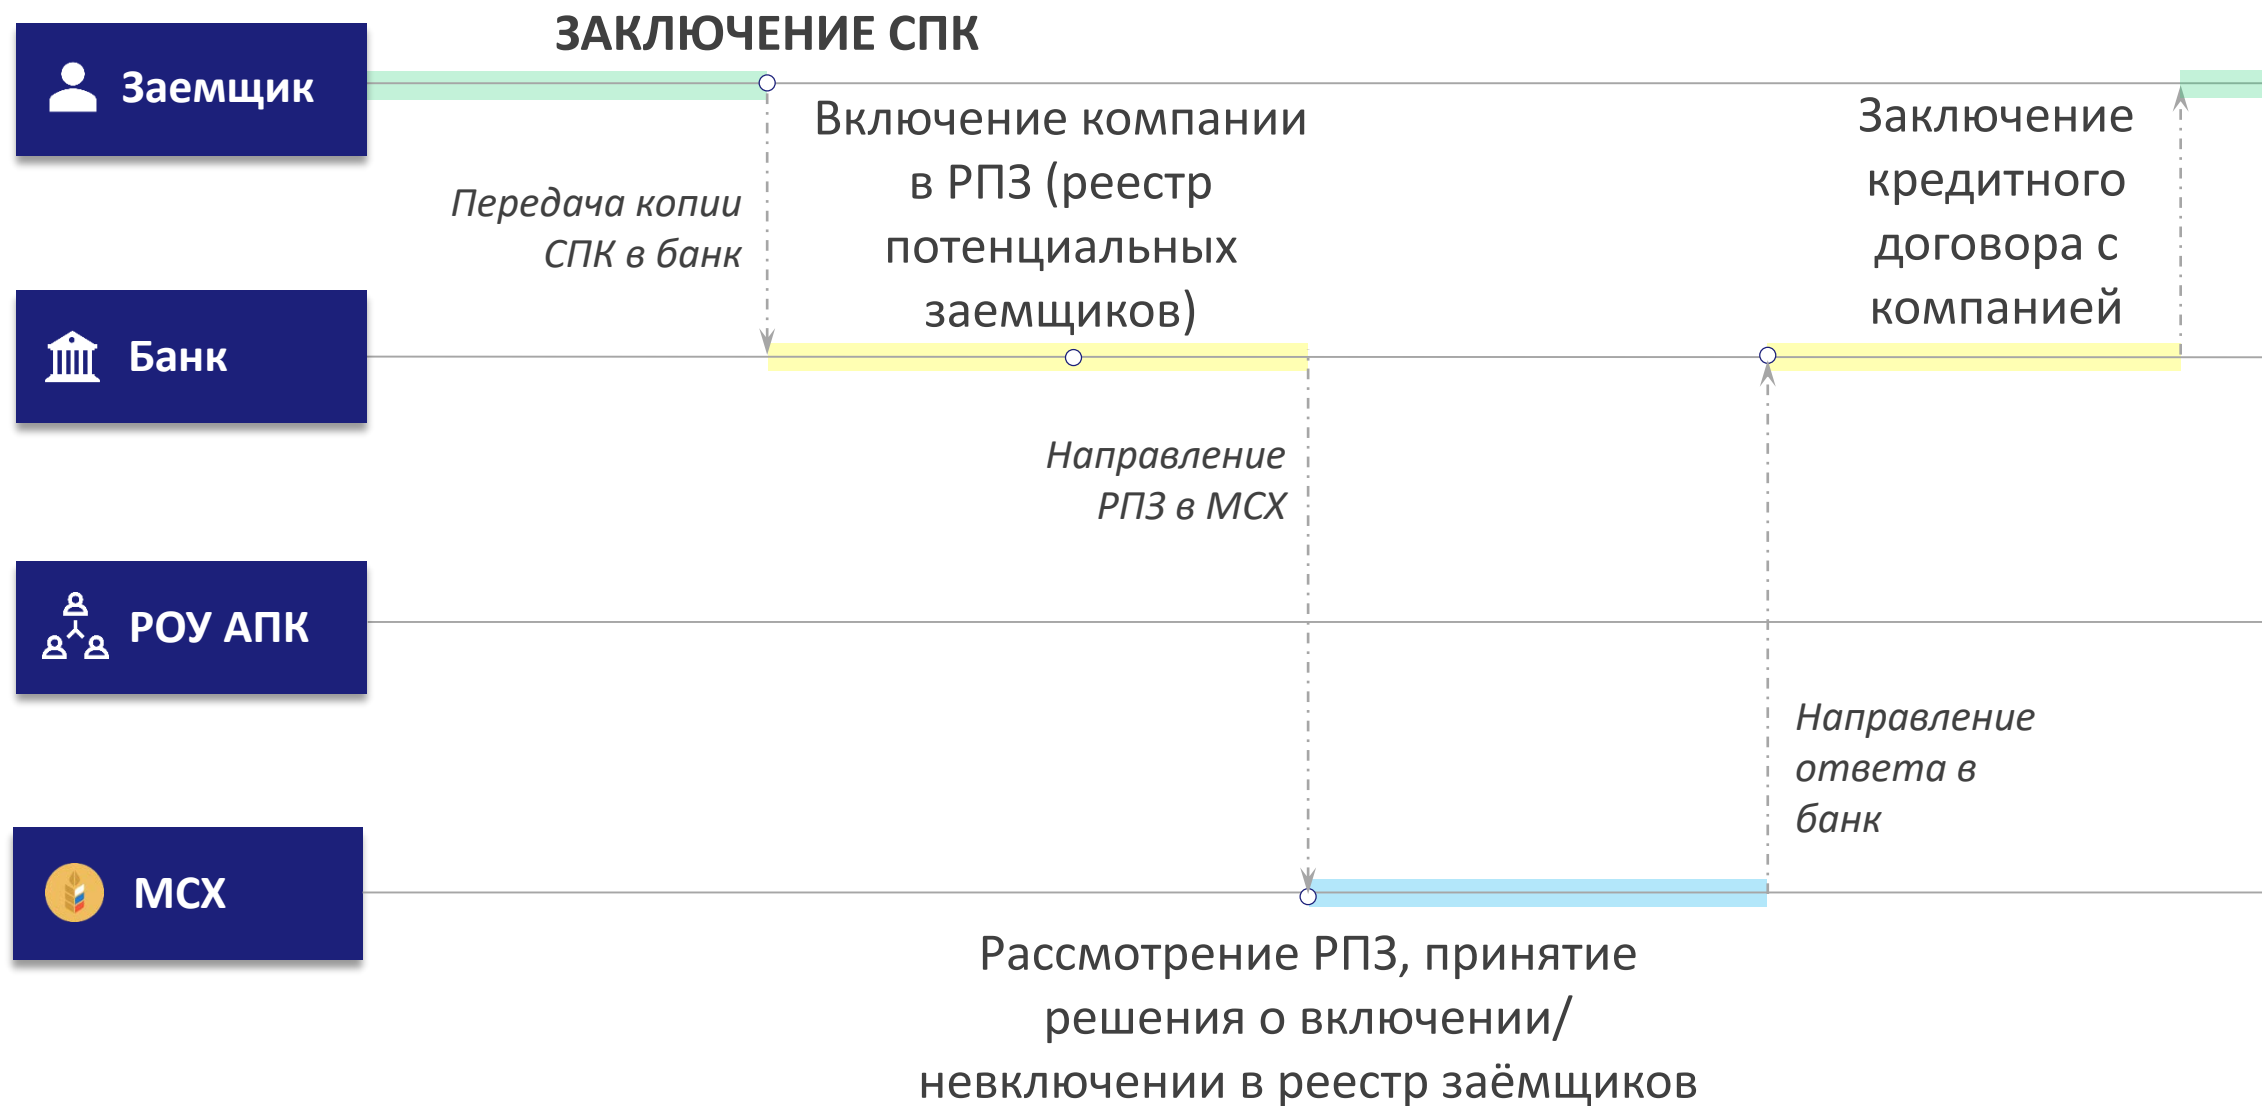 ЗАКЛЮЧЕНИЕ СПК
Заемщик
Включение компании
в РПЗ (реестр
потенциальных
заемщиков)
Заключение
кредитного
договора с
компанией
Передача копии
СПК в банк
Банк
Направление
РПЗ в МСХ
РОУ АПК
Направление
ответа в
банк
МСХ
Рассмотрение РПЗ, принятие
решения о включении/
невключении в реестр заёмщиков